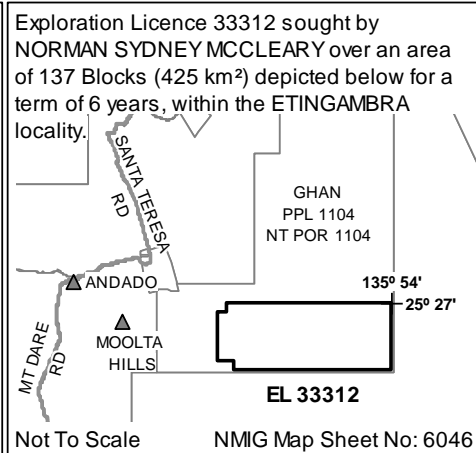 Exploration Licence 33312 sought by
NORMAN SYDNEY MCCLEARY over an area
of 137 Blocks (425 km²) depicted below for a
term of 6 years, within the ETINGAMBRA
locality.
SANTA TERESA
RD
GHAN
PPL 1104
NT POR 1104
135° 54'
25° 27'
ANDADO
MOOLTA
HILLS
MT DARE
RD
EL 33312
Not To Scale NMIG Map Sheet No: 6046